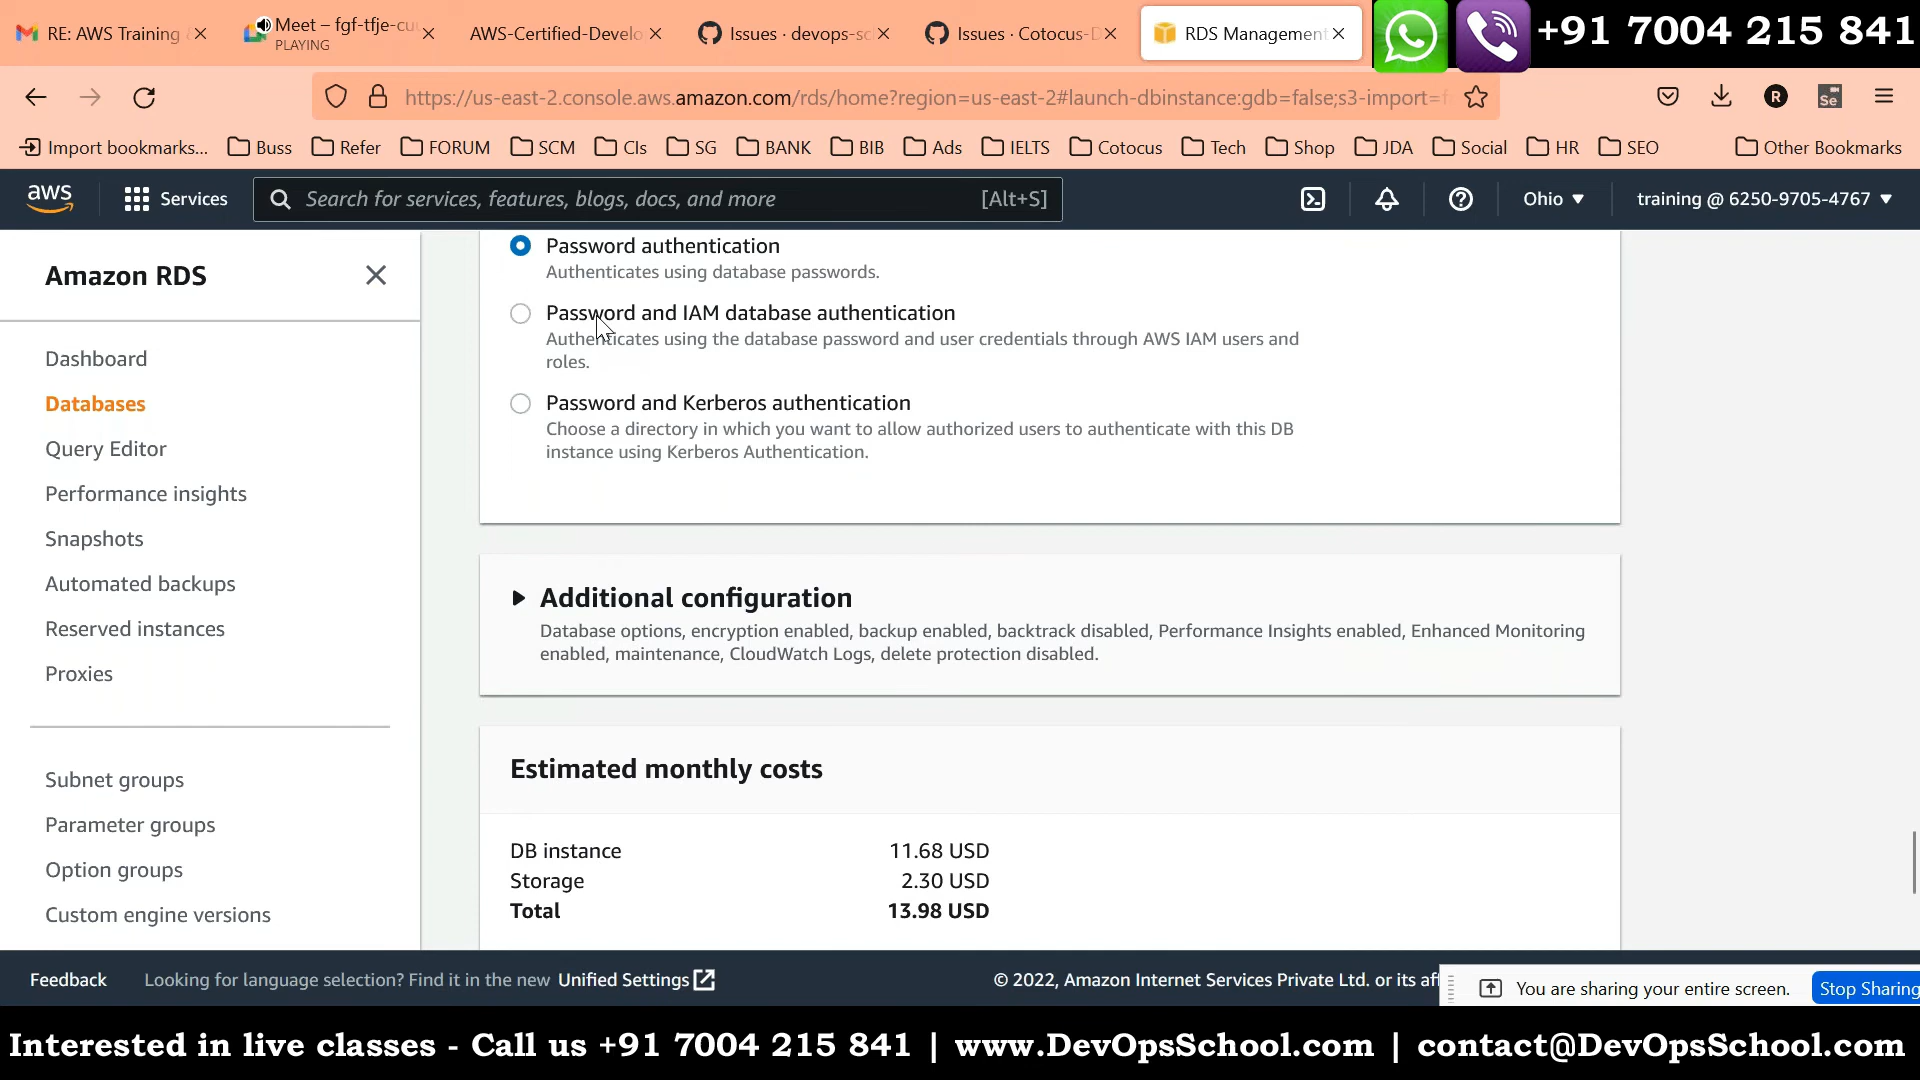 RE: AWS Training
Meet – fgf-tfje-cu
PLAYING
AWS-Certified-Develo
Issues · devops-sc
Issues · Cotocus-D
RDS Management
+91 7004 215 841
https://us-east-2.console.aws.amazon.com/rds/home?region=us-east-2#launch-dbinstance:gdb=false;s3-import=f
R
Se
Import bookmarks...
Buss
Refer
FORUM
SCM
Cls
SG
BANK
BIB
Ads
IELTS
Cotocus
Tech
Shop
JDA
Social
HR
SEO
Other Bookmarks
aws
Services
Search for services, features, blogs, docs, and more
[Alt+S]
Ohio
training @ 6250-9705-4767
Amazon RDS
Dashboard
Databases
Query Editor
Performance insights
Snapshots
Automated backups
Reserved instances
Proxies
Subnet groups
Parameter groups
Option groups
Custom engine versions
Password authentication
Authenticates using database passwords.
Password and IAM database authentication
Authenticates using the database password and user credentials through AWS IAM users and
roles.
Password and Kerberos authentication
Choose a directory in which you want to allow authorized users to authenticate with this DB
instance using Kerberos Authentication.
Additional configuration
Database options, encryption enabled, backup enabled, backtrack disabled, Performance Insights enabled, Enhanced Monitoring
enabled, maintenance, CloudWatch Logs, delete protection disabled.
Estimated monthly costs
DB instance 11.68 USD
Storage 2.30 USD
Total 13.98 USD
Feedback
Looking for language selection? Find it in the new Unified Settings
© 2022, Amazon Internet Services Private Ltd. or its af
You are sharing your entire screen.
Stop Sharing
Interested in live classes - Call us +91 7004 215 841 | www.DevOpsSchool.com | contact@DevOpsSchool.com